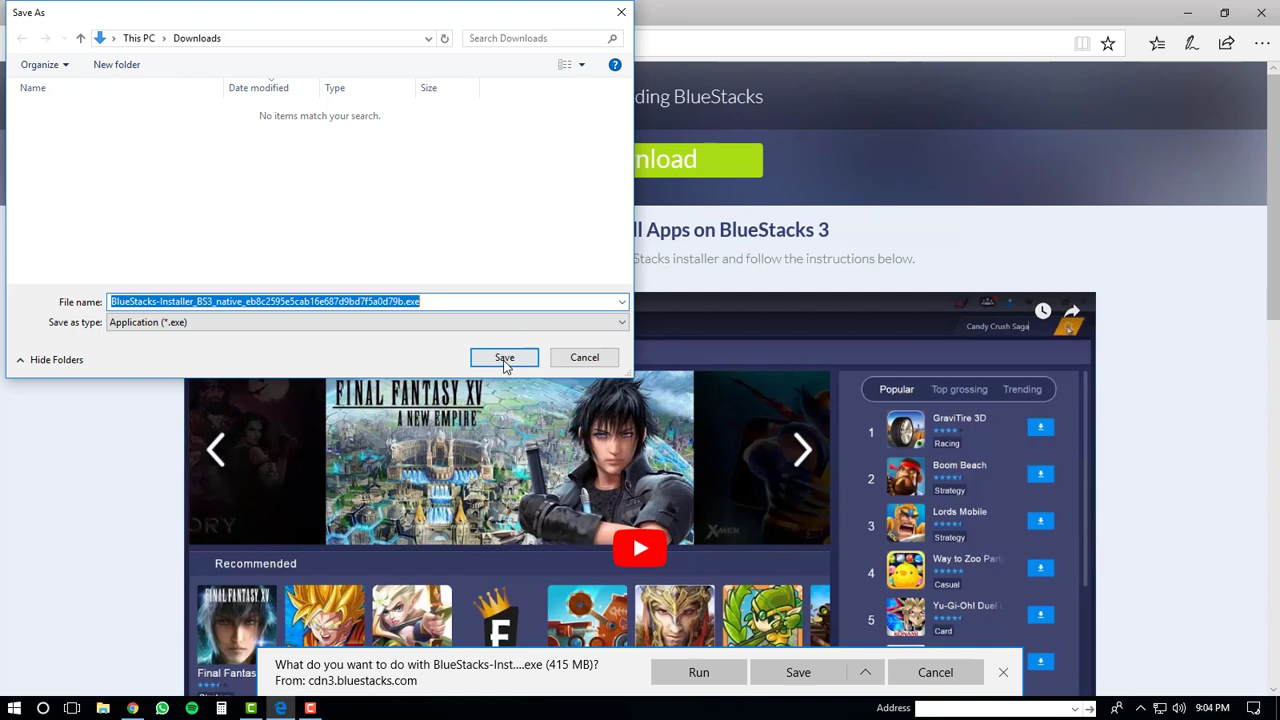 Save As
This PC
Downloads
Search Downloads
Organize
New folder
Name
Date modified
Type
Size
No items match your search.
File name:
BlueStacks-Installer_BS3_native_eb8c2595e5cab16e687d9bd7f5a0d79b.exe
Save as type:
Application (*.exe)
Hide Folders
Save
Cancel
ding BlueStacks
nload
ll Apps on BlueStacks 3
Stacks installer and follow the instructions below.
Candy Crush Saga
FINAL FANTASY XV
A NEW EMPIRE
ORY
X-MEN
Popular
Top grossing
Trending
1
GraviTire 3D
Racing
2
Boom Beach
Strategy
3
Lords Mobile
Strategy
4
Way to Zoo Par
Casual
5
Yu-Gi-Oh! Duel
Card
Recommended
FINAL FANTASY XV
F
Final Fantas
What do you want to do with BlueStacks-Inst....exe (415 MB)?
From: cdn3.bluestacks.com
Run
Save
Cancel
Address
9:04 PM